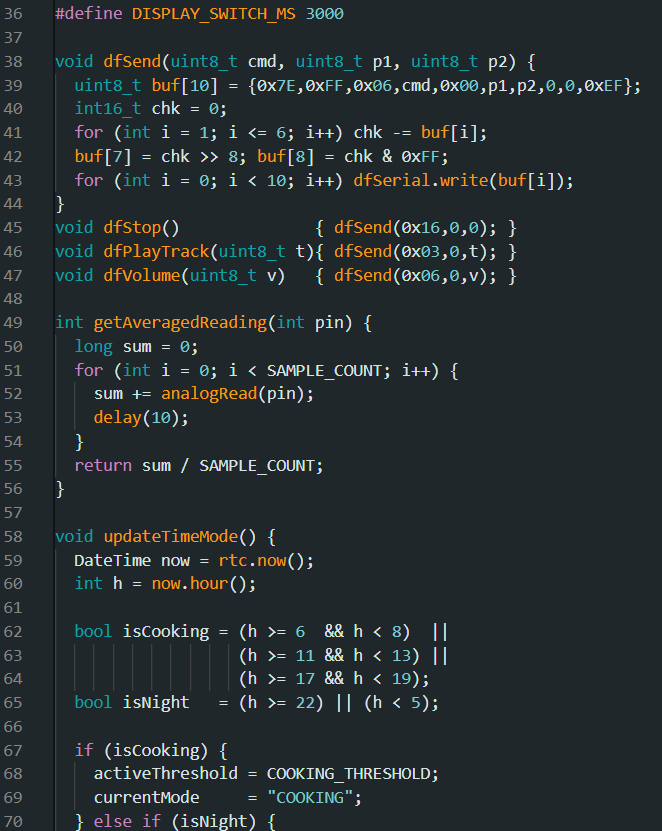 36 #define DISPLAY_SWITCH_MS 3000
37
38 void dfSend(uint8_t cmd, uint8_t p1, uint8_t p2) {
39   uint8_t buf[10] = {0x7E,0xFF,0x06,cmd,0x00,p1,p2,0,0,0xEF};
40   int16_t chk = 0;
41   for (int i = 1; i <= 6; i++) chk -= buf[i];
42   buf[7] = chk >> 8; buf[8] = chk & 0xFF;
43   for (int i = 0; i < 10; i++) dfSerial.write(buf[i]);
44 }
45 void dfStop()              { dfSend(0x16,0,0); }
46 void dfPlayTrack(uint8_t t){ dfSend(0x03,0,t); }
47 void dfVolume(uint8_t v)   { dfSend(0x06,0,v); }
48
49 int getAveragedReading(int pin) {
50   long sum = 0;
51   for (int i = 0; i < SAMPLE_COUNT; i++) {
52     sum += analogRead(pin);
53     delay(10);
54   }
55   return sum / SAMPLE_COUNT;
56 }
57
58 void updateTimeMode() {
59   DateTime now = rtc.now();
60   int h = now.hour();
61
62   bool isCooking = (h >= 6  && h < 8)  ||
63                    (h >= 11 && h < 13) ||
64                    (h >= 17 && h < 19);
65   bool isNight   = (h >= 22) || (h < 5);
66
67   if (isCooking) {
68     activeThreshold = COOKING_THRESHOLD;
69     currentMode     = "COOKING";
70   } else if (isNight) {